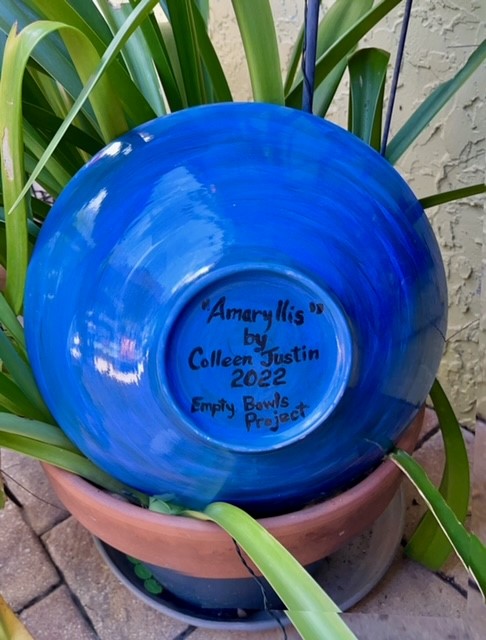 "Amaryllis"
by
Colleen Justin
2022
Empty Bowls
Project